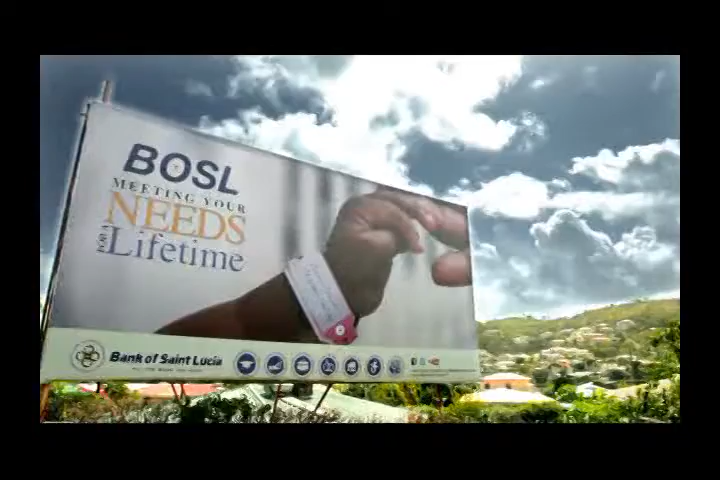 BOSL
MEETING YOUR
NEEDS
FOR A Lifetime
Bank of Saint Lucia